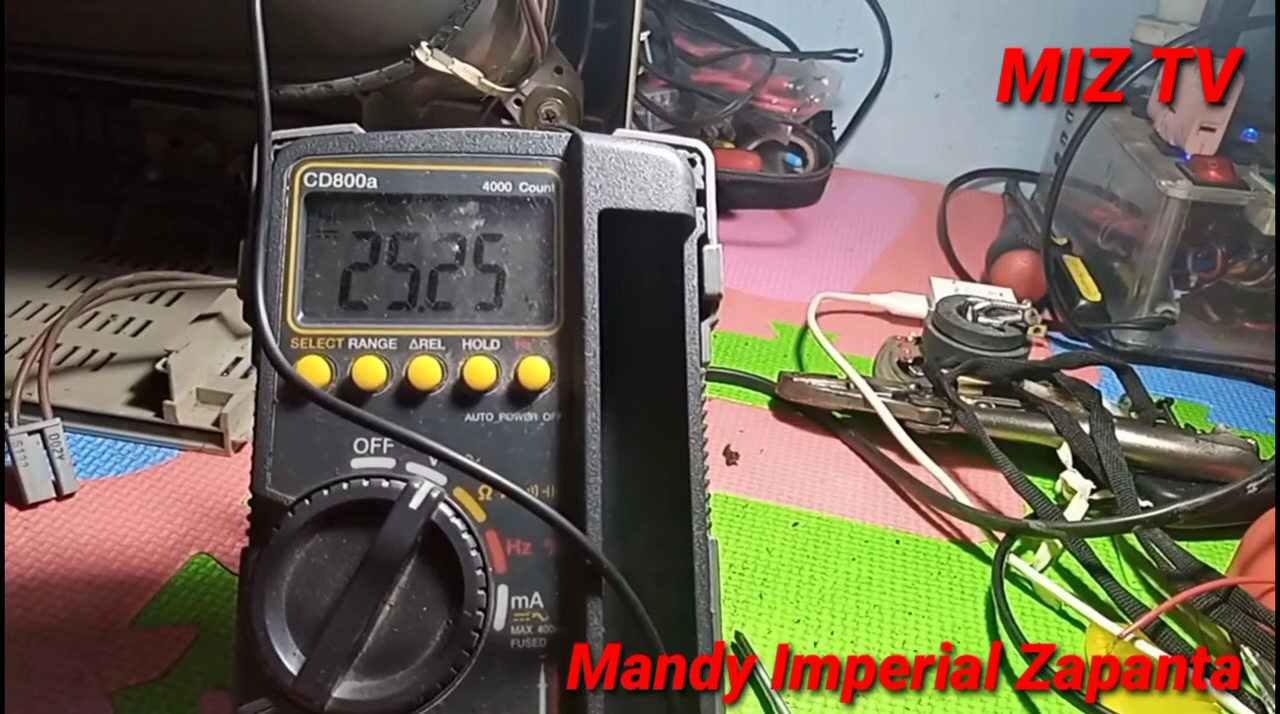 MIZ TV
CD800a
4000 Count
25.25
SELECT RANGE ΔREL HOLD
AUTO POWER OFF
OFF
V
Ω
Hz %
mA
FUSED
Mandy Imperial Zapanta